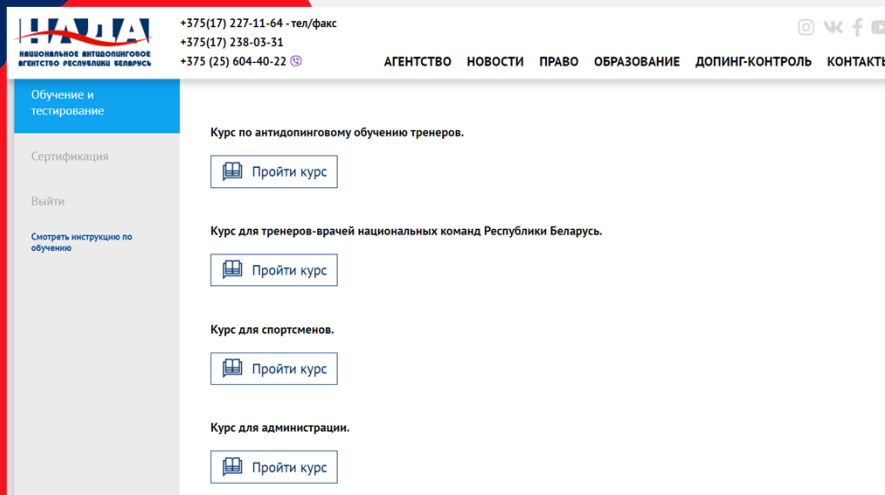 НАДА
НАЦИОНАЛЬНОЕ АНТИДОПИНГОВОЕ
АГЕНТСТВО РЕСПУБЛИКИ БЕЛАРУСЬ
+375(17) 227-11-64 - тел/факс
+375(17) 238-03-31
+375 (25) 604-40-22
АГЕНТСТВО НОВОСТИ ПРАВО ОБРАЗОВАНИЕ ДОПИНГ-КОНТРОЛЬ КОНТАКТЫ
Обучение и
тестирование
Сертификация
Выйти
Смотреть инструкцию по
обучению
Курс по антидопинговому обучению тренеров.
Пройти курс
Курс для тренеров-врачей национальных команд Республики Беларусь.
Пройти курс
Курс для спортсменов.
Пройти курс
Курс для администрации.
Пройти курс